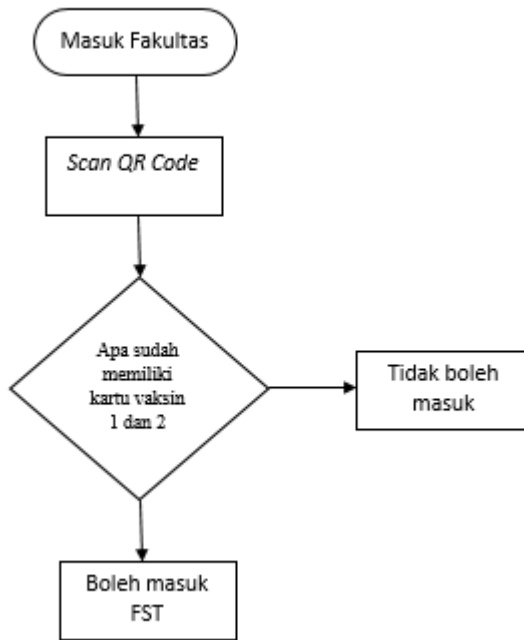 Masuk Fakultas
Scan QR Code
Apa sudah
memiliki
kartu vaksin
1 dan 2
Tidak boleh
masuk
Boleh masuk
FST